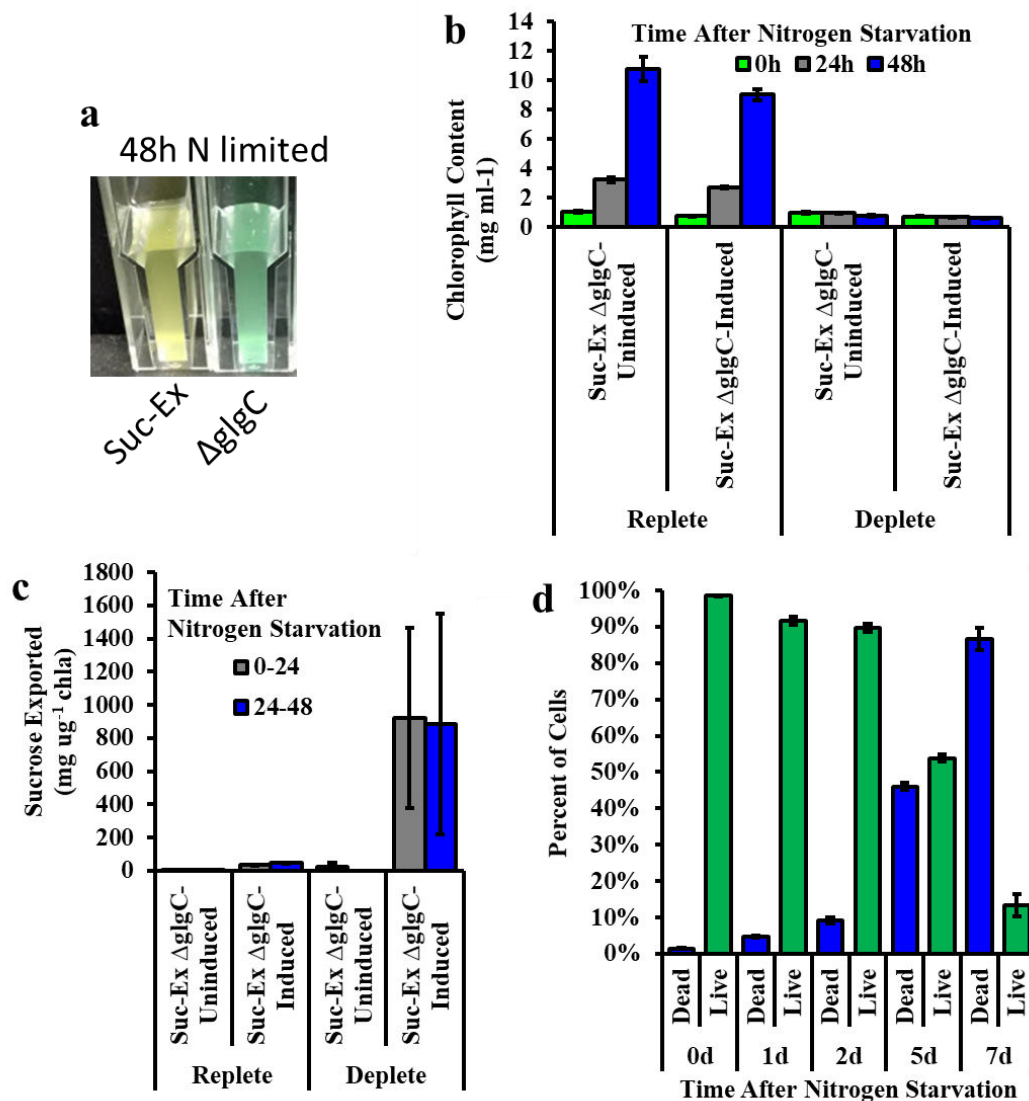 a
48h N limited
Suc-Ex
ΔglgC
b
Time After Nitrogen Starvation
0h 24h 48h
Chlorophyll Content
(mg ml-1)
14
12
10
8
6
4
2
0
Suc-Ex ΔglgC-
Uninduced
Suc-Ex ΔglgC-Induced
Suc-Ex ΔglgC-
Uninduced
Suc-Ex ΔglgC-Induced
Replete
Deplete
c
Time After
Nitrogen Starvation
0-24
24-48
Sucrose Exported
(mg ug⁻¹ chla)
1800
1600
1400
1200
1000
800
600
400
200
0
Suc-Ex ΔglgC-
Uninduced
Suc-Ex ΔglgC-
Induced
Suc-Ex ΔglgC-
Uninduced
Suc-Ex ΔglgC-
Induced
Replete
Deplete
d
Percent of Cells
100%
90%
80%
70%
60%
50%
40%
30%
20%
10%
0%
Dead Live Dead Live Dead Live Dead Live Dead Live
0d 1d 2d 5d 7d
Time After Nitrogen Starvation